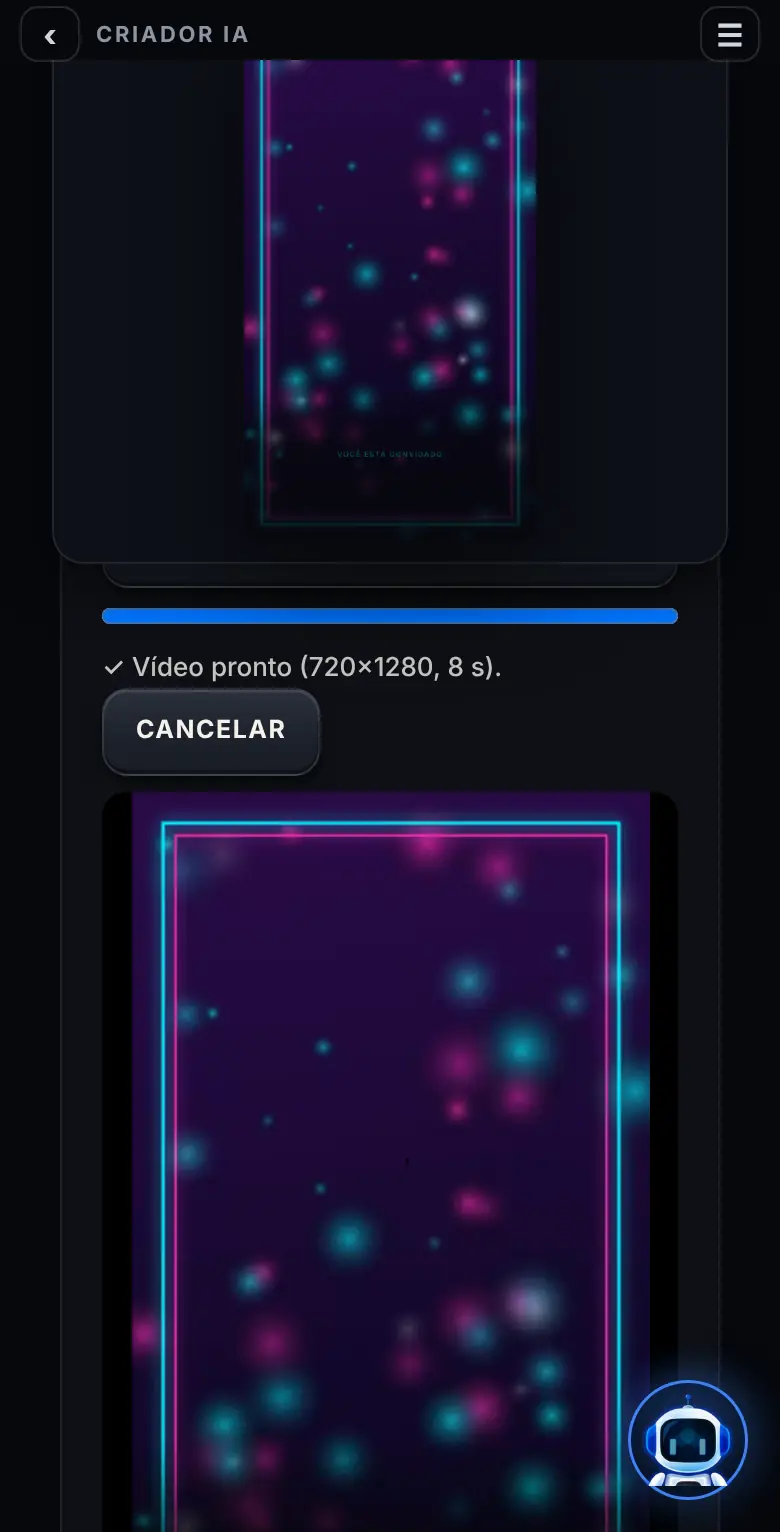 CRIADOR IA
VOCÊ ESTÁ CONVIDADO
✓ Vídeo pronto (720×1280, 8 s).
CANCELAR